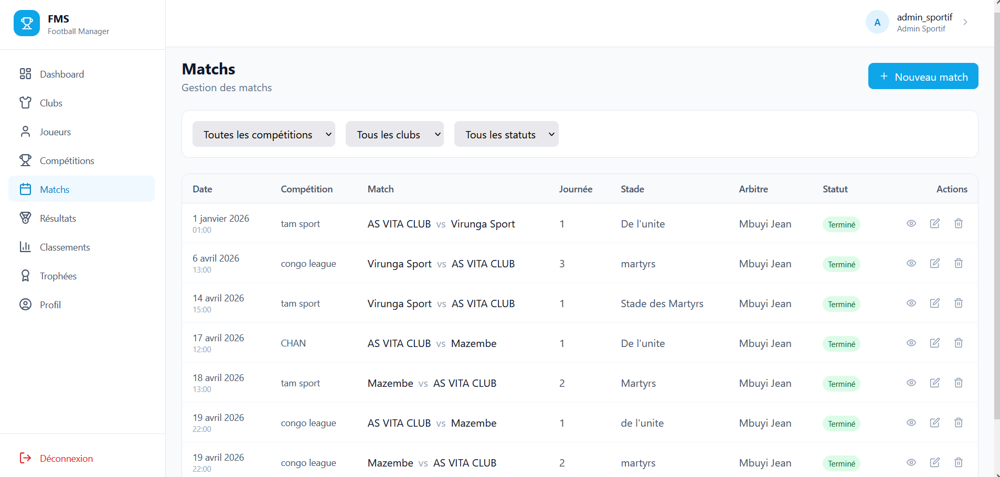 FMS
Football Manager
admin_sportif
Admin Sportif
A
Dashboard
Clubs
Joueurs
Compétitions
Matchs
Résultats
Classements
Trophées
Profil
Déconnexion
Matchs
Gestion des matchs
+ Nouveau match
Toutes les compétitions
Tous les clubs
Tous les statuts
Date Compétition Match Journée Stade Arbitre Statut Actions
1 janvier 2026 01:00 tam sport AS VITA CLUB vs Virunga Sport 1 De l'unite Mbuyi Jean Terminé
6 avril 2026 13:00 congo league Virunga Sport vs AS VITA CLUB 3 martyrs Mbuyi Jean Terminé
14 avril 2026 15:00 tam sport Virunga Sport vs AS VITA CLUB 1 Stade des Martyrs Mbuyi Jean Terminé
17 avril 2026 12:00 CHAN AS VITA CLUB vs Mazembe 1 De l'unite Mbuyi Jean Terminé
18 avril 2026 13:00 tam sport Mazembe vs AS VITA CLUB 2 Martyrs Mbuyi Jean Terminé
19 avril 2026 22:00 congo league AS VITA CLUB vs Mazembe 1 de l'unite Mbuyi Jean Terminé
19 avril 2026 22:00 congo league Mazembe vs AS VITA CLUB 2 martyrs Mbuyi Jean Terminé